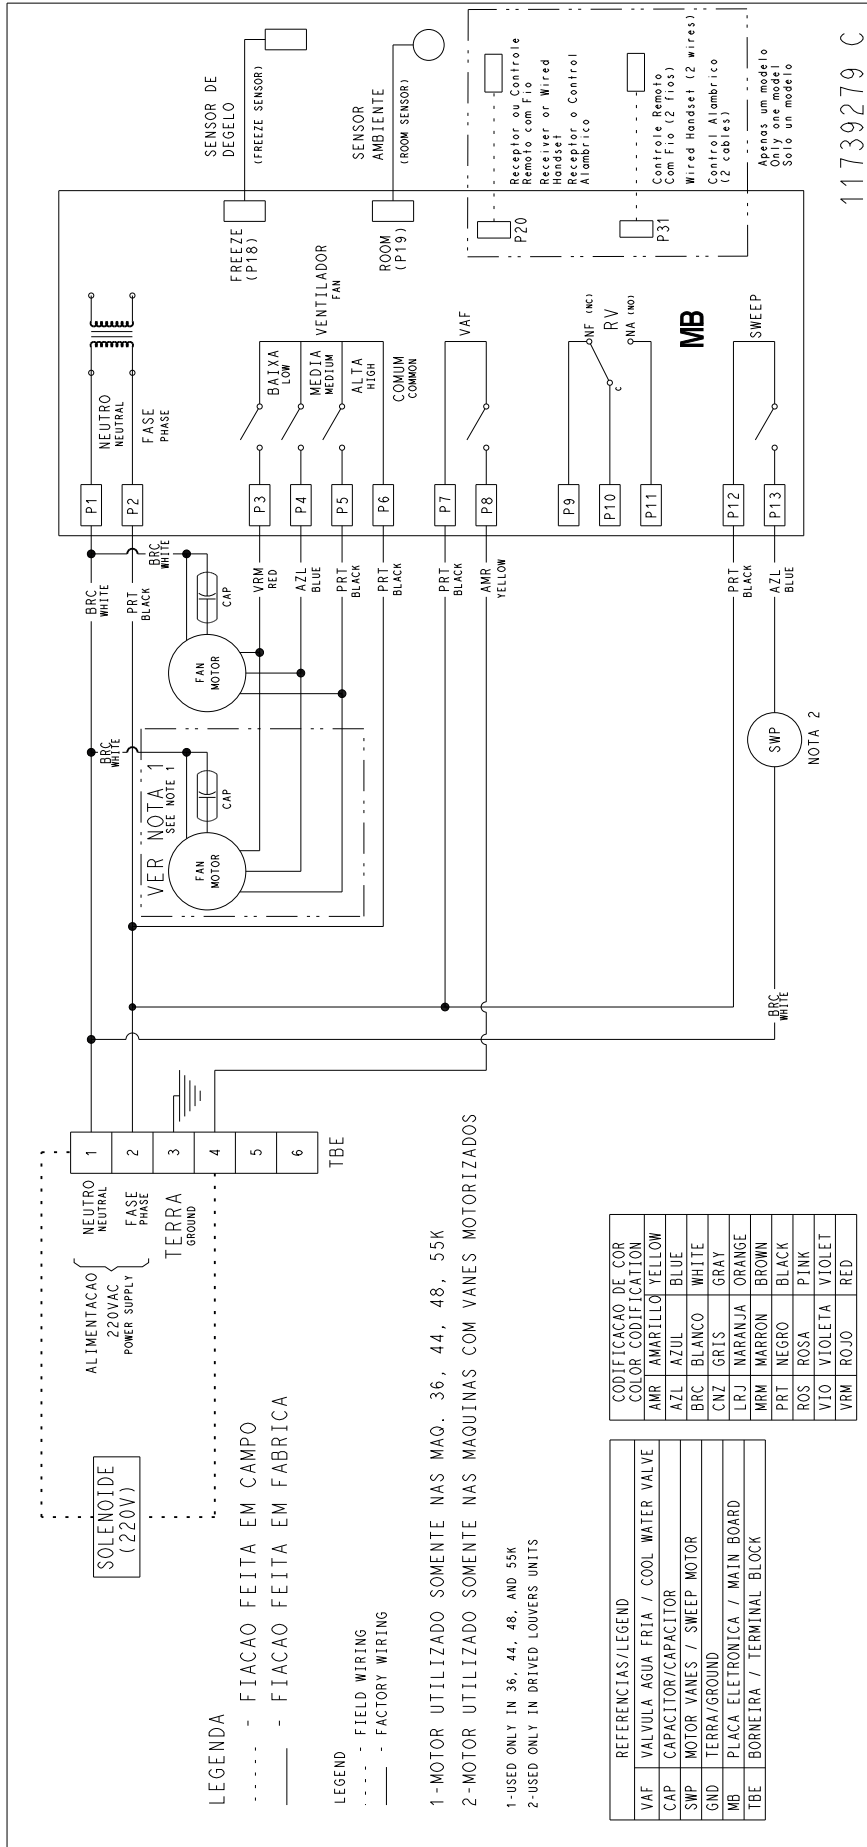 11739279 C
SENSOR DE
DEGELO
(FREEZE SENSOR)
SENSOR
AMBIENTE
(ROOM SENSOR)
Receptor ou Controle
Remoto com Fio
Receiver or Wired
Handset
Receptor o Control
Alambrico
Controle Remoto
Com Fio (2 fios)
Wired Handset (2 wires)
Control Alambrico
(2 cables)
Apenas um modelo
Only one model
Solo un modelo
FREEZE
(P18)
ROOM
(P19)
P20
P31
NEUTRO
NEUTRAL
FASE
PHASE
VENTILADOR
FAN
BAIXA
LOW
MEDIA
MEDIUM
ALTA
HIGH
COMUM
COMMON
VAF
NF (NC)
RV
NA (NO)
C
MB
SWEEP
P1
P2
P3
P4
P5
P6
P7
P8
P9
P10
P11
P12
P13
BRC
WHITE
PRT
BLACK
BRC
WHITE
VRM
RED
AZL
BLUE
PRT
BLACK
PRT
BLACK
PRT
BLACK
AMR
YELLOW
PRT
BLACK
AZL
BLUE
CAP
FAN
MOTOR
BRC
WHITE
VER NOTA 1
SEE NOTE 1
CAP
FAN
MOTOR
SWP
NOTA 2
BRC
WHITE
1
2
3
4
5
6
TBE
NEUTRO
NEUTRAL
FASE
PHASE
TERRA
GROUND
ALIMENTACAO
220VAC
POWER SUPPLY
SOLENOIDE
(220V)
LEGENDA
- FIACAO FEITA EM CAMPO
- FIACAO FEITA EM FABRICA
LEGEND
- FIELD WIRING
- FACTORY WIRING
1-MOTOR UTILIZADO SOMENTE NAS MAQ. 36, 44, 48, 55K
2-MOTOR UTILIZADO SOMENTE NAS MAQUINAS COM VANES MOTORIZADOS
1-USED ONLY IN 36, 44, 48, AND 55K
2-USED ONLY IN DRIVED LOUVERS UNITS
REFERENCIAS/LEGEND
VAF VALVULA AGUA FRIA / COOL WATER VALVE
CAP CAPACITOR/CAPACITOR
SWP MOTOR VANES / SWEEP MOTOR
GND TERRA/GROUND
MB PLACA ELETRONICA / MAIN BOARD
TBE BORNEIRA / TERMINAL BLOCK
CODIFICACAO DE COR
COLOR CODIFICATION
AMR AMARILLO YELLOW
AZL AZUL BLUE
BRC BLANCO WHITE
CNZ GRIS GRAY
LRJ NARANJA ORANGE
MRM MARRON BROWN
PRT NEGRO BLACK
ROS ROSA PINK
VIO VIOLETA VIOLET
VRM ROJO RED